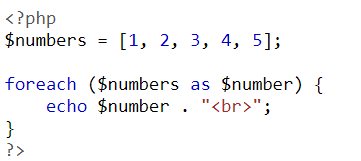 <?php
$numbers = [1, 2, 3, 4, 5];

foreach ($numbers as $number) {
    echo $number . "<br>";
}
?>